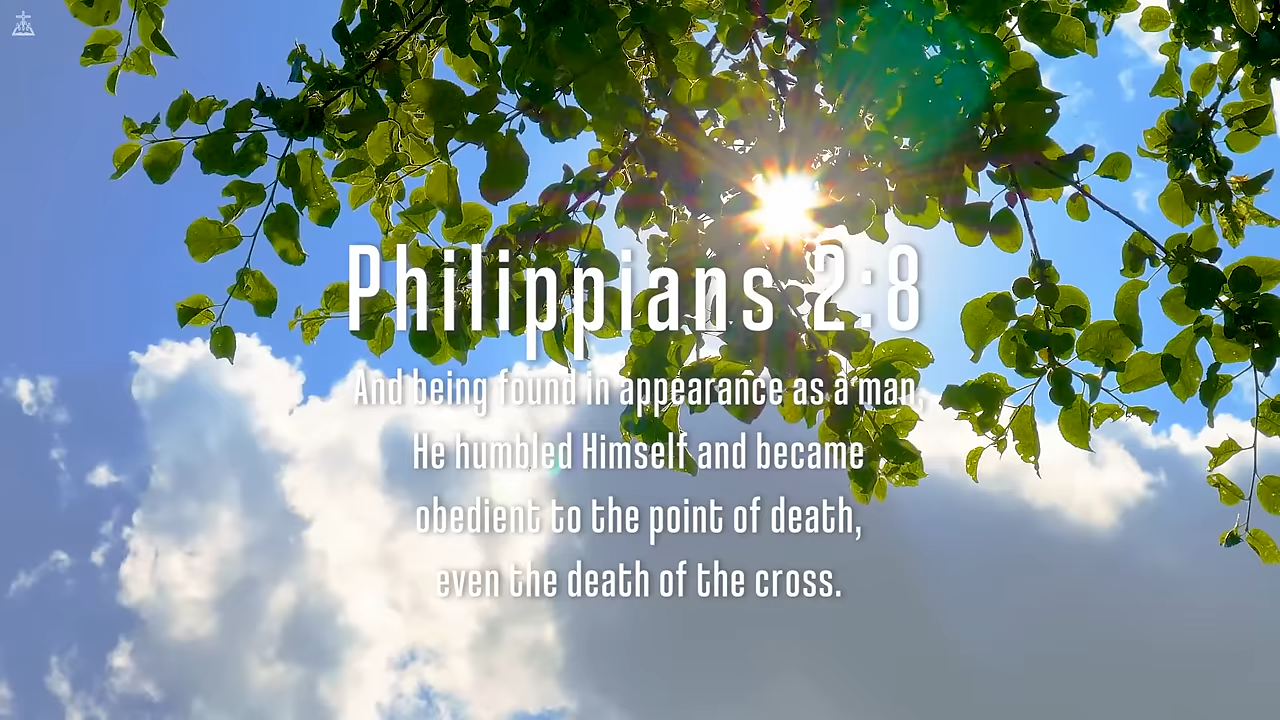 Philippians 2:8
And being found in appearance as a man,
He humbled Himself and became
obedient to the point of death,
even the death of the cross.